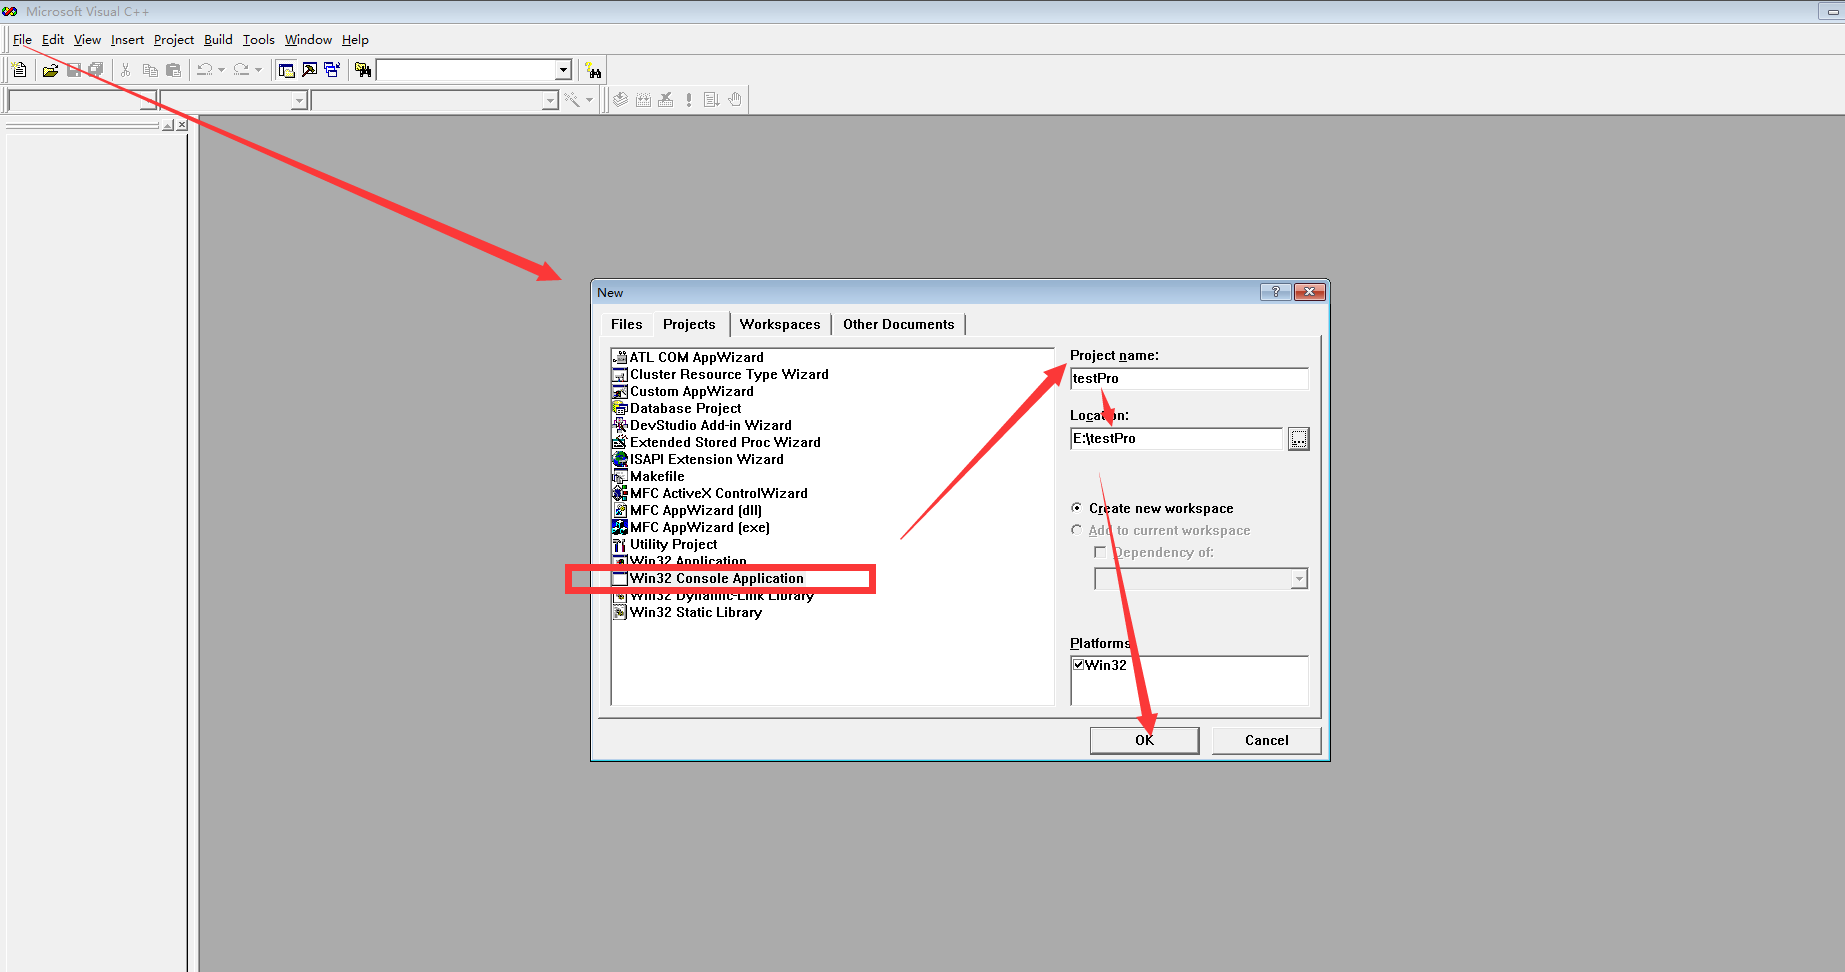 Microsoft Visual C++
File Edit View Insert Project Build Tools Window Help
New
Files Projects Workspaces Other Documents
ATL COM AppWizard
Cluster Resource Type Wizard
Custom AppWizard
Database Project
DevStudio Add-in Wizard
Extended Stored Proc Wizard
ISAPI Extension Wizard
Makefile
MFC ActiveX ControlWizard
MFC AppWizard (dll)
MFC AppWizard (exe)
Utility Project
Win32 Application
Win32 Console Application
Win32 Dynamic-Link Library
Win32 Static Library
Project name:
testPro
Location:
E:\testPro
...
Create new workspace
Add to current workspace
Dependency of:
Platforms:
Win32
OK Cancel